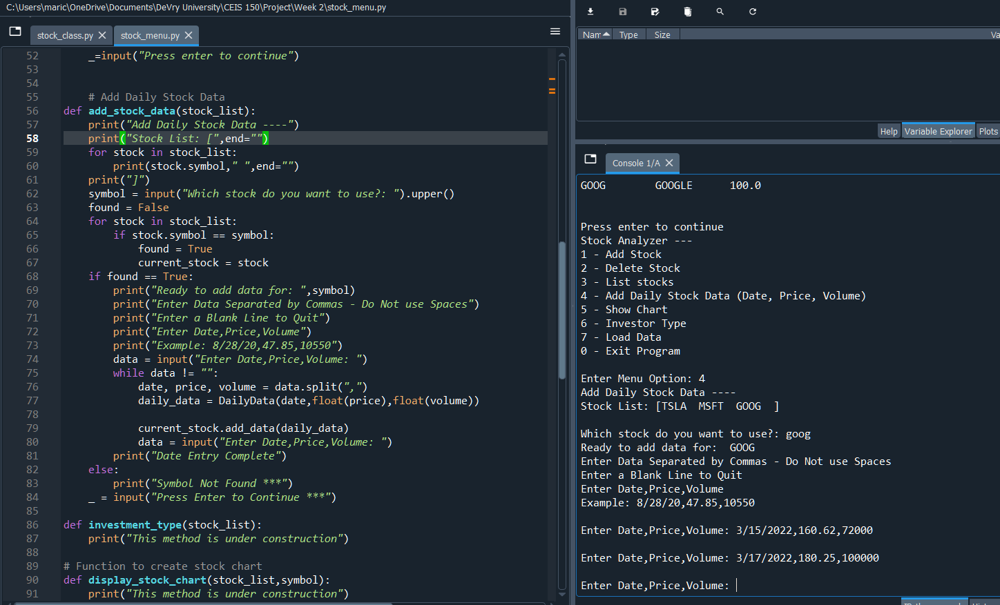 C:\Users\maric\OneDrive\Documents\DeVry University\CEIS 150\Project\Week 2\stock_menu.py
stock_class.py
stock_menu.py
52     _=input("Press enter to continue")
53
54
55     # Add Daily Stock Data
56 def add_stock_data(stock_list):
57     print("Add Daily Stock Data ----")
58     print("Stock List: [",end="")
59     for stock in stock_list:
60         print(stock.symbol," ",end="")
61     print("]")
62     symbol = input("Which stock do you want to use?: ").upper()
63     found = False
64     for stock in stock_list:
65         if stock.symbol == symbol:
66             found = True
67             current_stock = stock
68     if found == True:
69         print("Ready to add data for: ",symbol)
70         print("Enter Data Separated by Commas - Do Not use Spaces")
71         print("Enter a Blank Line to Quit")
72         print("Enter Date,Price,Volume")
73         print("Example: 8/28/20,47.85,10550")
74         data = input("Enter Date,Price,Volume: ")
75         while data != "":
76             date, price, volume = data.split(",")
77             daily_data = DailyData(date,float(price),float(volume))
78
79             current_stock.add_data(daily_data)
80             data = input("Enter Date,Price,Volume: ")
81         print("Date Entry Complete")
82     else:
83         print("Symbol Not Found ***")
84     _ = input("Press Enter to Continue ***")
85
86 def investment_type(stock_list):
87     print("This method is under construction")
88
89 # Function to create stock chart
90 def display_stock_chart(stock_list,symbol):
91     print("This method is under construction")
Nam Type Size Va
Help Variable Explorer Plots
Console 1/A
GOOG        GOOGLE      100.0
Press enter to continue
Stock Analyzer ---
1 - Add Stock
2 - Delete Stock
3 - List stocks
4 - Add Daily Stock Data (Date, Price, Volume)
5 - Show Chart
6 - Investor Type
7 - Load Data
0 - Exit Program
Enter Menu Option: 4
Add Daily Stock Data ----
Stock List: [TSLA  MSFT  GOOG  ]
Which stock do you want to use?: goog
Ready to add data for:  GOOG
Enter Data Separated by Commas - Do Not use Spaces
Enter a Blank Line to Quit
Enter Date,Price,Volume
Example: 8/28/20,47.85,10550
Enter Date,Price,Volume: 3/15/2022,160.62,72000
Enter Date,Price,Volume: 3/17/2022,180.25,100000
Enter Date,Price,Volume: